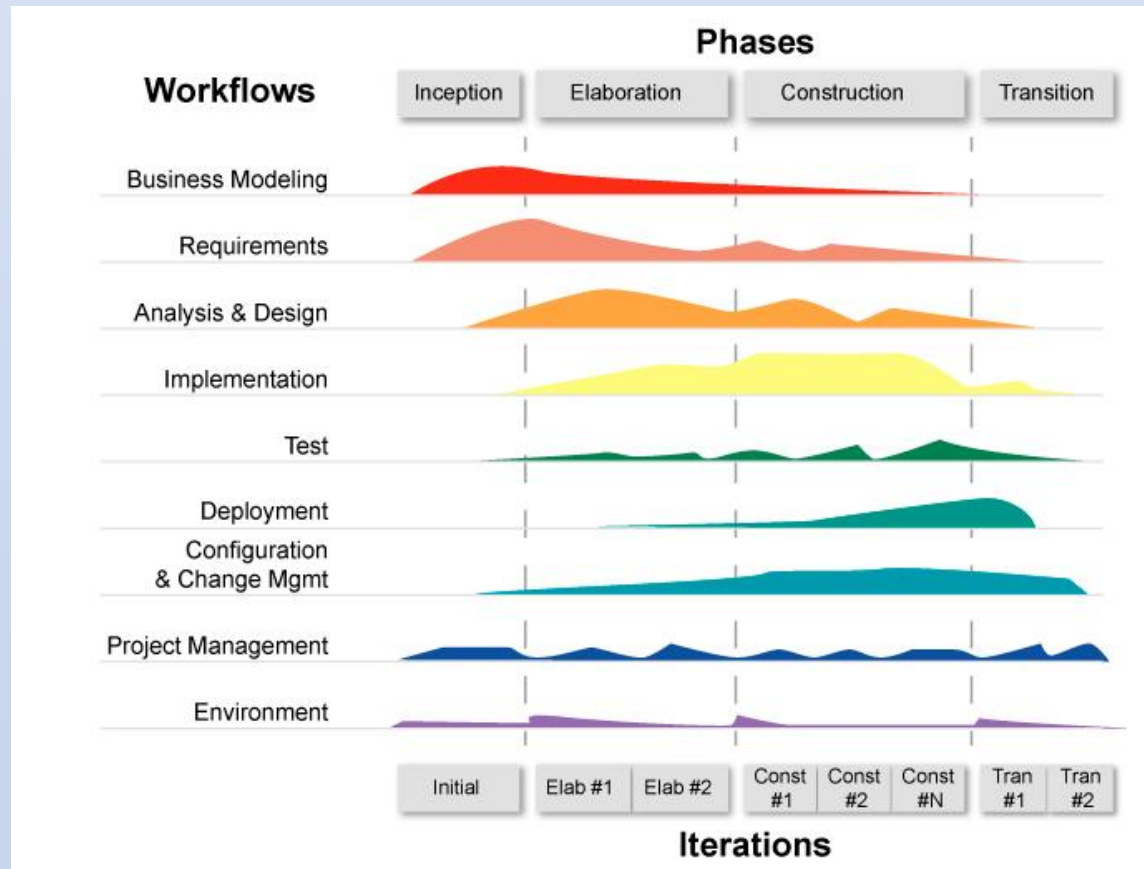 Phases
Workflows
Inception
Elaboration
Construction
Transition
Business Modeling
Requirements
Analysis & Design
Implementation
Test
Deployment
Configuration
& Change Mgmt
Project Management
Environment
Initial
Elab #1
Elab #2
Const
#1
Const
#2
Const
#N
Tran
#1
Tran
#2
Iterations